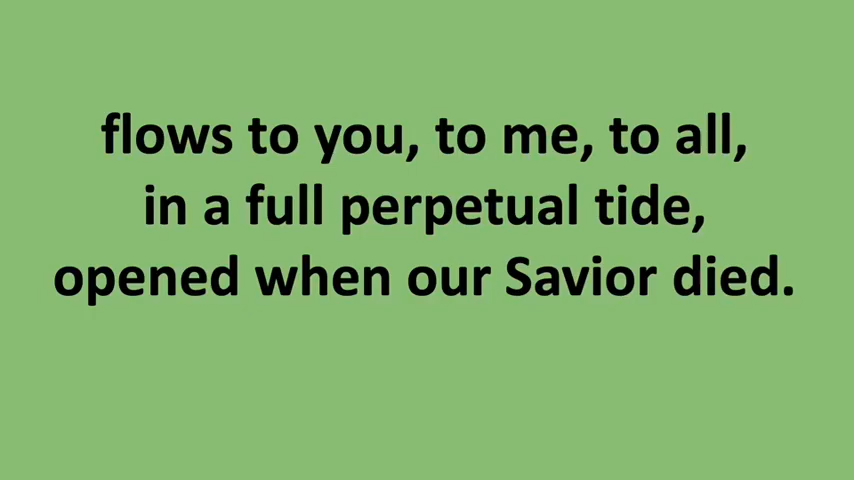 flows to you, to me, to all,
in a full perpetual tide,
opened when our Savior died.